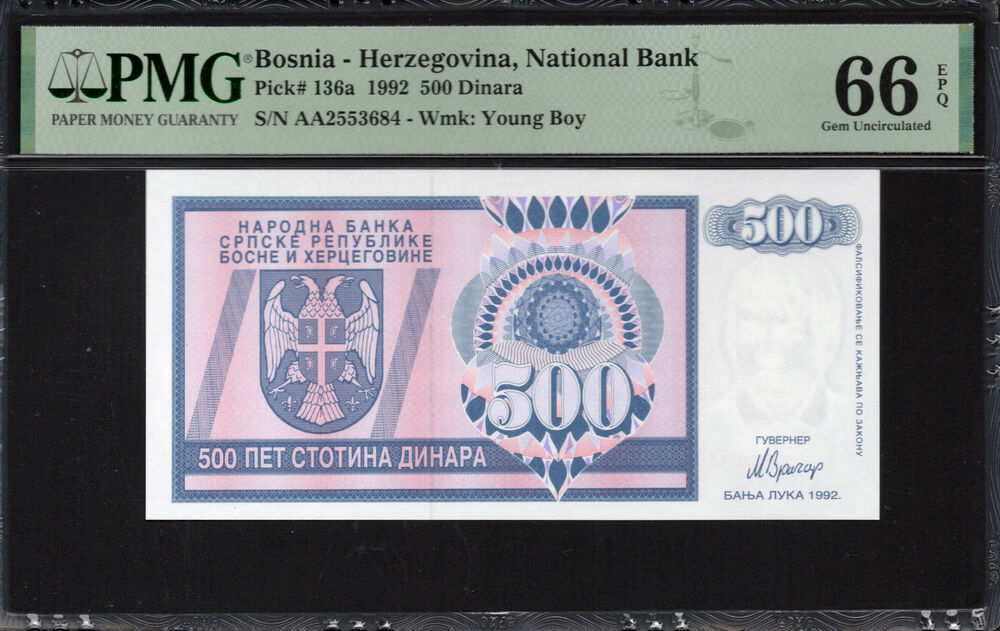 PMG®
PAPER MONEY GUARANTY
Bosnia - Herzegovina, National Bank
Pick# 136a 1992 500 Dinara
S/N AA2553684 - Wmk: Young Boy
66
EPQ
Gem Uncirculated
НАРОДНА БАНКА
СРПСКЕ РЕПУБЛИКЕ
БОСНЕ И ХЕРЦЕГОВИНЕ
500
500
500 ПЕТ СТОТИНА ДИНАРА
ФАЛСИФИКОВАЊЕ СЕ КАЖЊАВА ПО ЗАКОНУ
ГУВЕРНЕР
БАЊА ЛУКА 1992.